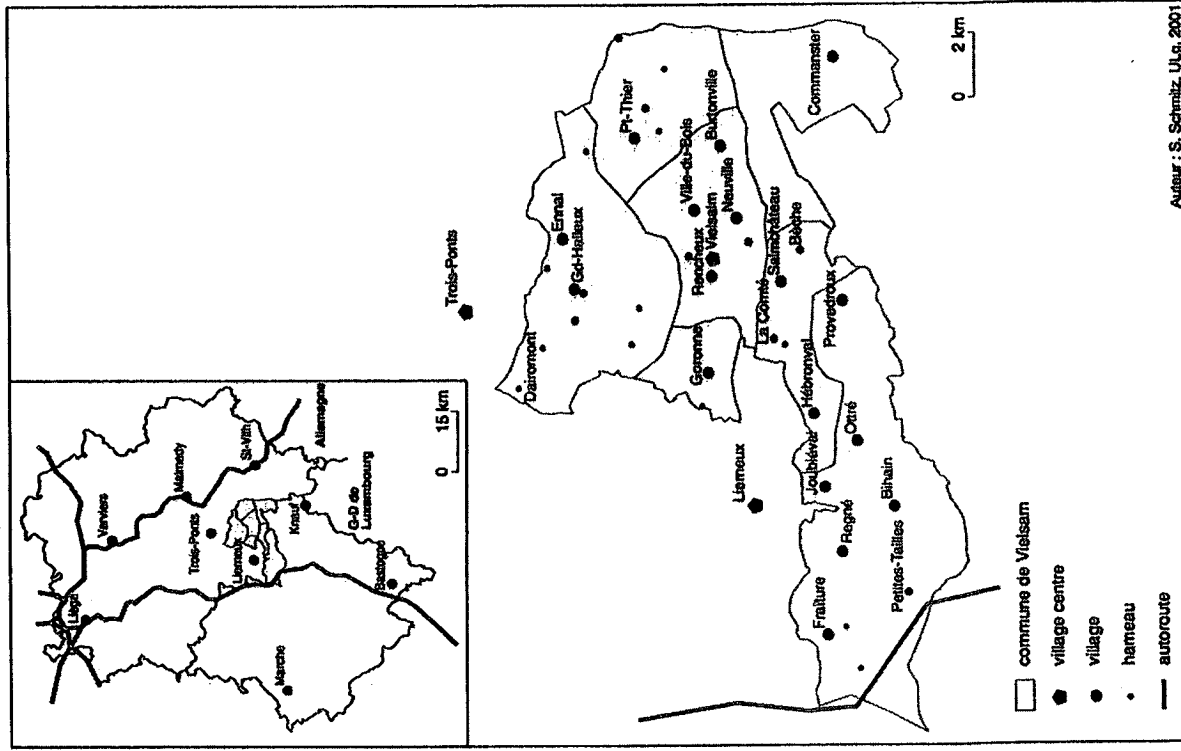 Liège
Verviers
Malmedy
Marche
Trois-Ponts
St-Vith
Lierneux
Knauf
Allemagne
G-D de
Luxembourg
Bastogne
0 15 km
Trois-Ponts
Dairomont
Ennal
Gd-Halleux
Pt-Thier
Goronne
Rencheux
Vielsalm
Ville-du-Bois
Burtonville
Neuville
Lierneux
La Comté
Salmchâteau
Bêche
Commanster
Hébronval
Provedroux
Joubiéval
Ottré
Fraiture
Regné
Bihain
Petites-Tailles
0 2 km
commune de Vielsalm
village centre
village
hameau
autoroute
Auteur : S. Schmitz, ULg, 2001